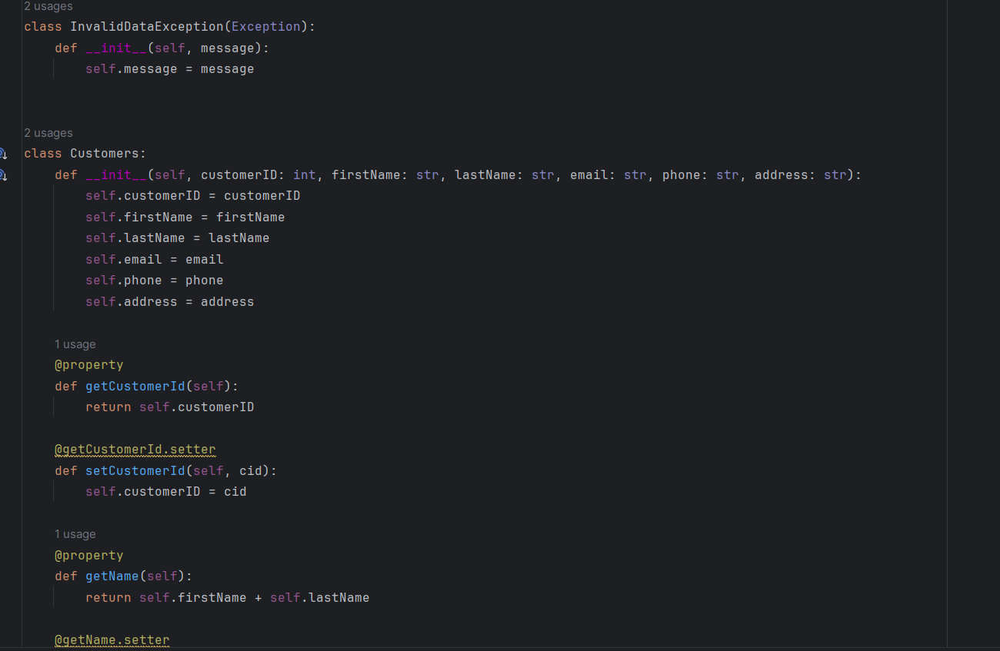 2 usages
class InvalidDataException(Exception):
    def __init__(self, message):
        self.message = message
2 usages
class Customers:
    def __init__(self, customerID: int, firstName: str, lastName: str, email: str, phone: str, address: str):
        self.customerID = customerID
        self.firstName = firstName
        self.lastName = lastName
        self.email = email
        self.phone = phone
        self.address = address
    1 usage
    @property
    def getCustomerId(self):
        return self.customerID
    @getCustomerId.setter
    def setCustomerId(self, cid):
        self.customerID = cid
    1 usage
    @property
    def getName(self):
        return self.firstName + self.lastName
    @getName.setter